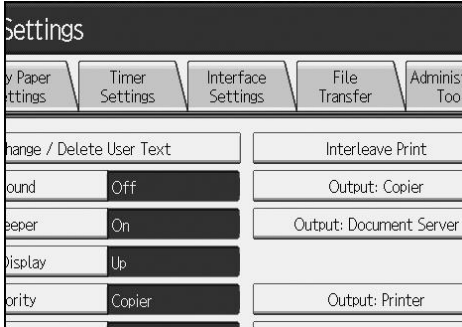 Settings
y Paper Timer Interface File Adminis
ettings Settings Settings Transfer Too
hange / Delete User Text Interleave Print
ound Off Output: Copier
eeper On Output: Document Server
Display Up
ority Copier Output: Printer